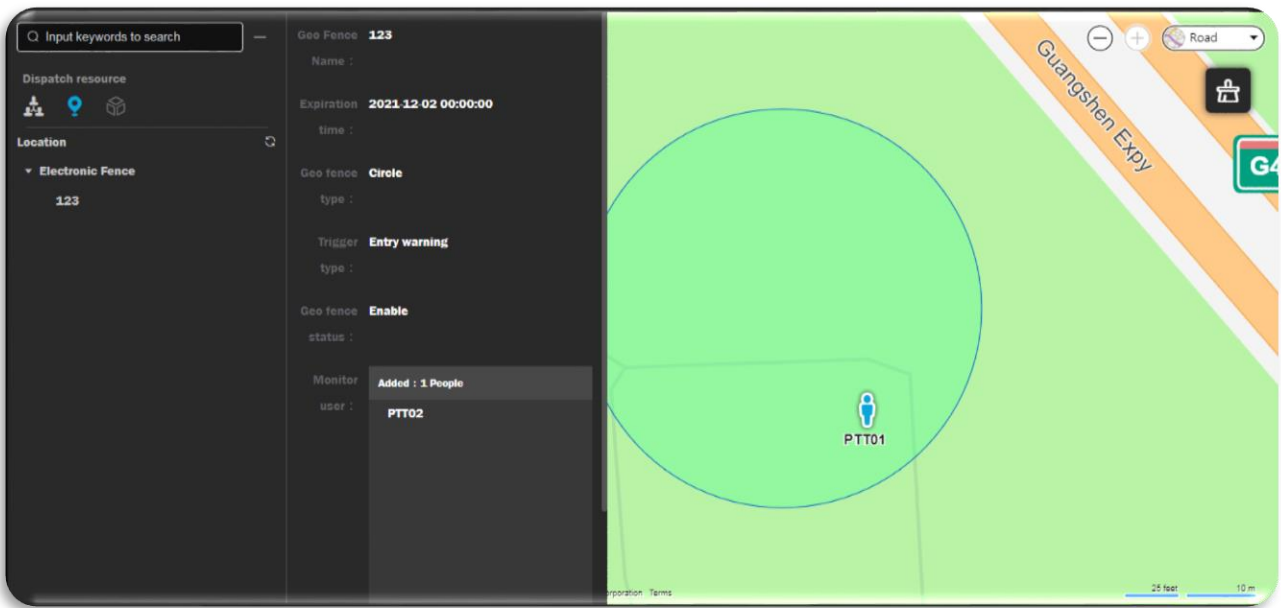 Input keywords to search
Dispatch resource
Location
Electronic Fence
123
Geo Fence 123
Name :
Expiration 2021-12-02 00:00:00
time :
Geo fence Circle
type :
Trigger Entry warning
type :
Geo fence Enable
status :
Monitor Added : 1 People
user :
PTT02
Guangshen Expy
Road
G4
PTT01
orporation Terms
25 feet 10 m